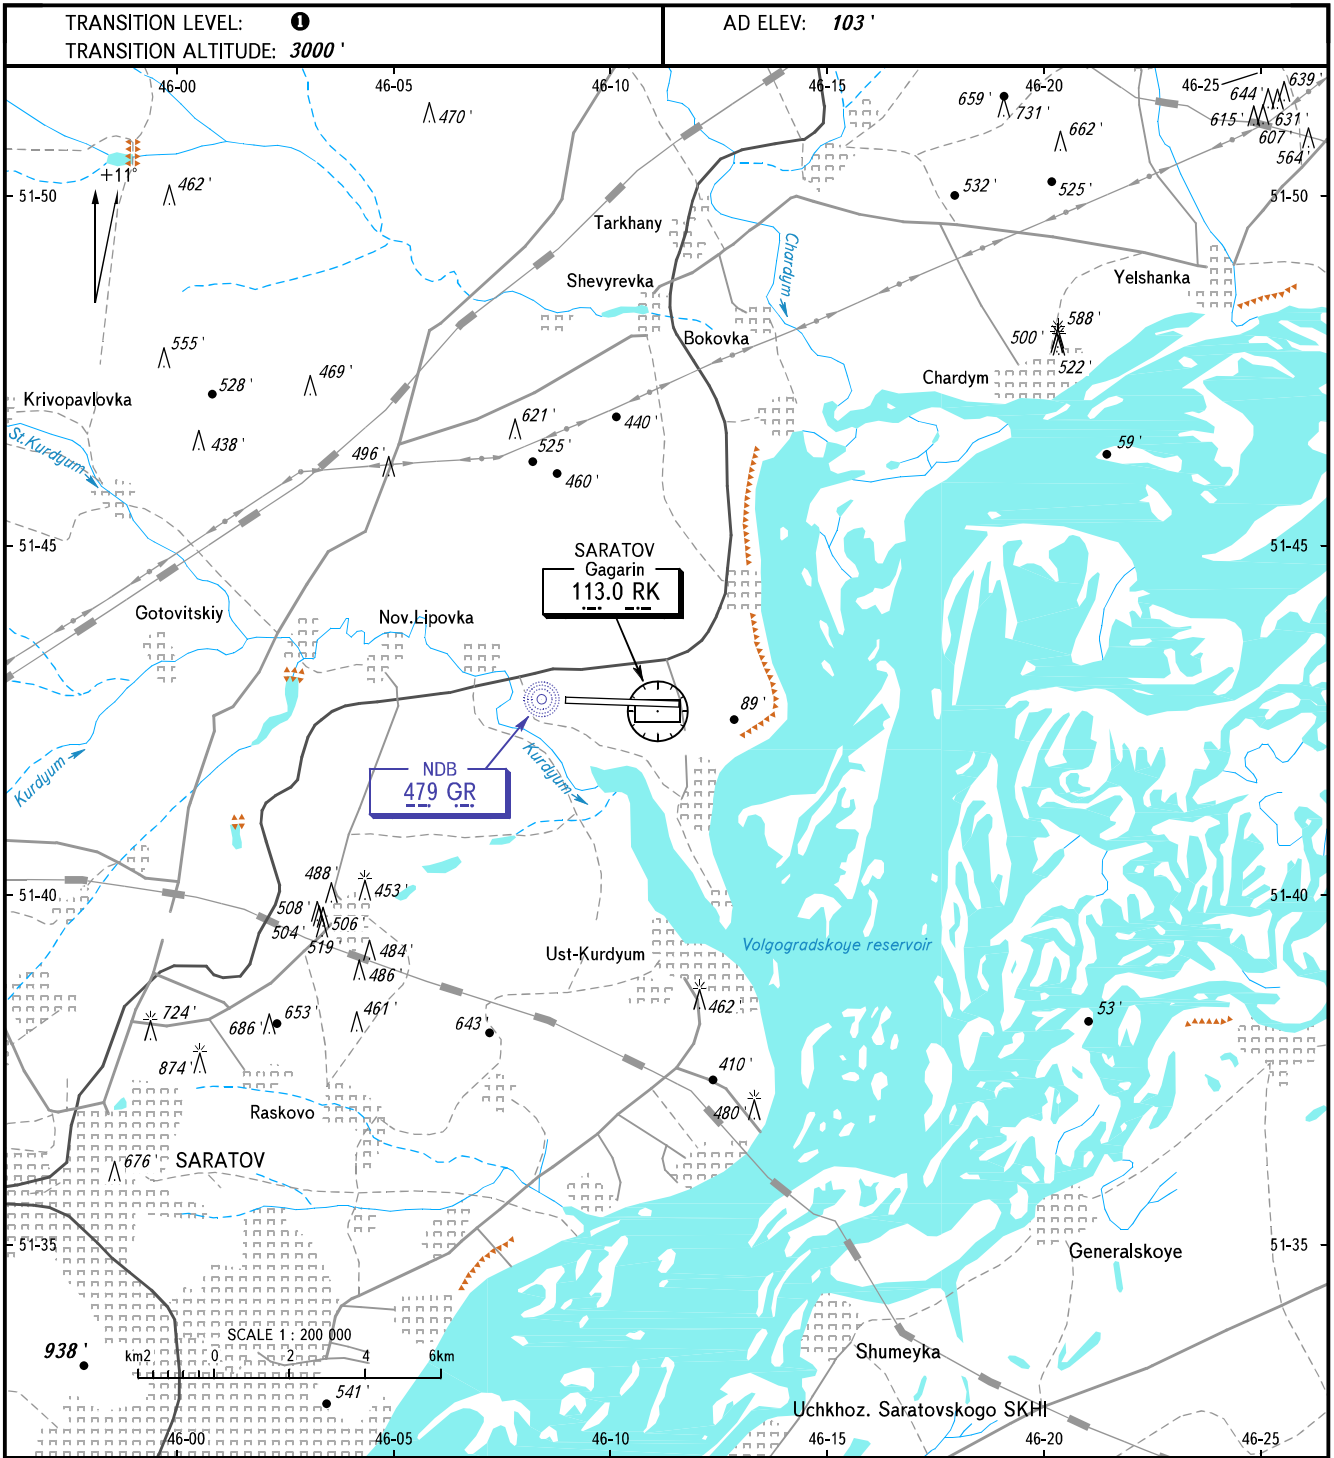 TRANSITION LEVEL: ❶
TRANSITION ALTITUDE: 3000 '
AD ELEV: 103 '
46-00 46-05 46-10 46-15 46-20 46-25
639 '
644 '
659 '
731 '
470 '
615 ' 631 '
607 '
662 '
564 '
+11°
462 '
51-50 51-50
532 '
525 '
Tarkhany
Chardym
Shevyrevka
Yelshanka
588 '
500 '
522 '
Bokovka
555 '
469 '
528 '
Chardym
Krivopavlovka
621 '
440 '
St.Kurdyum
438 '
496 '
525 '
460 '
59 '
51-45 51-45
SARATOV
Gagarin
113.0 RK
Gotovitskiy
Nov.Lipovka
89 '
Kurdyum
Kurdyum
NDB
479 GR
51-40 51-40
488 '
453 '
508 '
506 '
504 '
519 '
484 '
486 '
Ust-Kurdyum
Volgogradskoye reservoir
462 '
53 '
724 '
686 '
653 '
461 '
643 '
874 '
410 '
480 '
Raskovo
676 '
SARATOV
51-35 51-35
Generalskoye
SCALE 1 : 200 000
km2 0 2 4 6km
938 '
Shumeyka
541 '
Uchkhoz. Saratovskogo SKHI
46-00 46-05 46-10 46-15 46-20 46-25